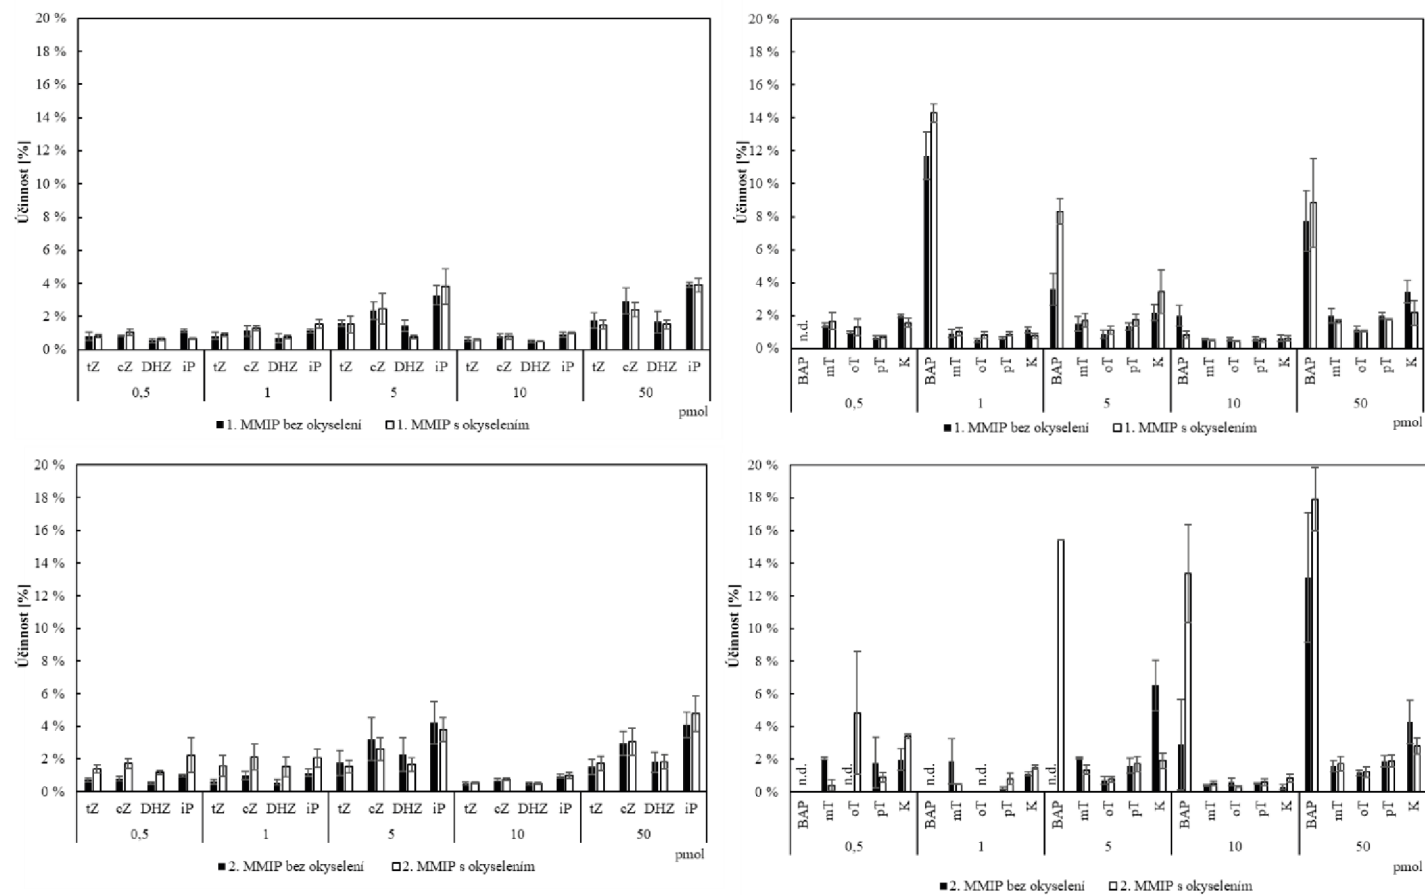 20 %
18 %
16 %
14 %
12 %
10 %
8 %
6 %
4 %
2 %
0 %
Účinnost [%]
tZ cZ DHZ iP tZ cZ DHZ iP tZ cZ DHZ iP tZ cZ DHZ iP tZ cZ DHZ iP
0,5 1 5 10 50
pmol
1. MMIP bez okyselení 1. MMIP s okyselením
20 %
18 %
16 %
14 %
12 %
10 %
8 %
6 %
4 %
2 %
0 %
Účinnost [%]
n.d.
BAP mT oT pT K BAP mT oT pT K BAP mT oT pT K BAP mT oT pT K BAP mT oT pT K
0,5 1 5 10 50
pmol
1. MMIP bez okyselení 1. MMIP s okyselením
20 %
18 %
16 %
14 %
12 %
10 %
8 %
6 %
4 %
2 %
0 %
Účinnost [%]
tZ cZ DHZ iP tZ cZ DHZ iP tZ cZ DHZ iP tZ cZ DHZ iP tZ cZ DHZ iP
0,5 1 5 10 50
pmol
2. MMIP bez okyselení 2. MMIP s okyselením
20 %
18 %
16 %
14 %
12 %
10 %
8 %
6 %
4 %
2 %
0 %
Účinnost [%]
n.d. n.d. n.d. n.d. n.d.
BAP mT oT pT K BAP mT oT pT K BAP mT oT pT K BAP mT oT pT K BAP mT oT pT K
0,5 1 5 10 50
pmol
2. MMIP bez okyselení 2. MMIP s okyselením